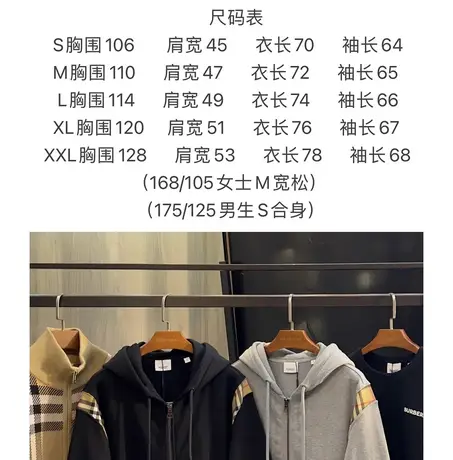 尺码表
S胸围106 肩宽45 衣长70 袖长64
M胸围110 肩宽47 衣长72 袖长65
L胸围114 肩宽49 衣长74 袖长66
XL胸围120 肩宽51 衣长76 袖长67
XXL胸围128 肩宽53 衣长78 袖长68
(168/105女士M宽松)
(175/125男生S合身)